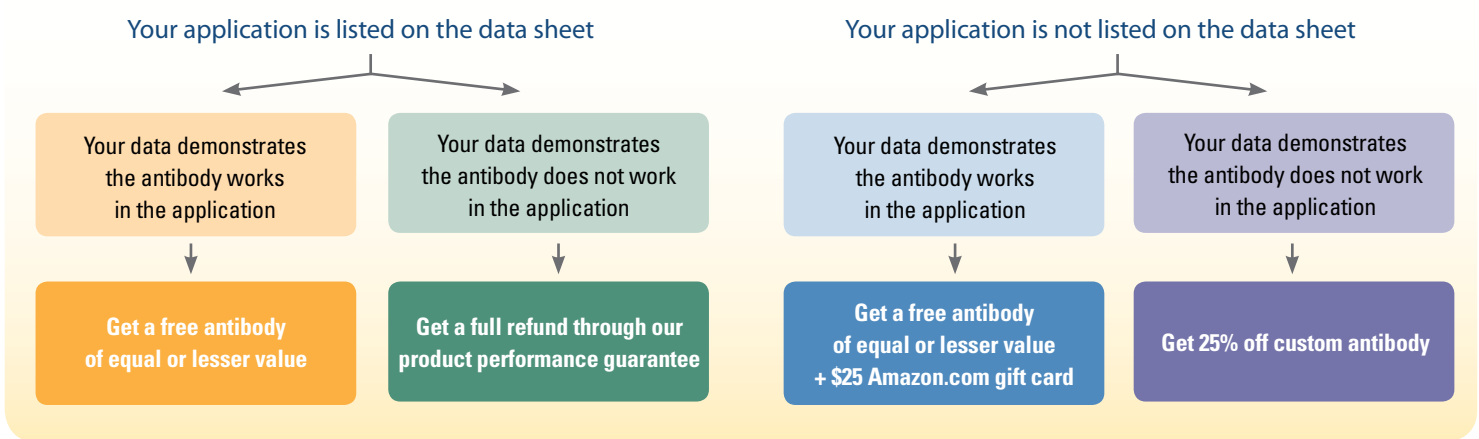 Your application is listed on the data sheet
Your data demonstrates
the antibody works
in the application
Get a free antibody
of equal or lesser value
Your data demonstrates
the antibody does not work
in the application
Get a full refund through our
product performance guarantee
Your application is not listed on the data sheet
Your data demonstrates
the antibody works
in the application
Get a free antibody
of equal or lesser value
+ $25 Amazon.com gift card
Your data demonstrates
the antibody does not work
in the application
Get 25% off custom antibody